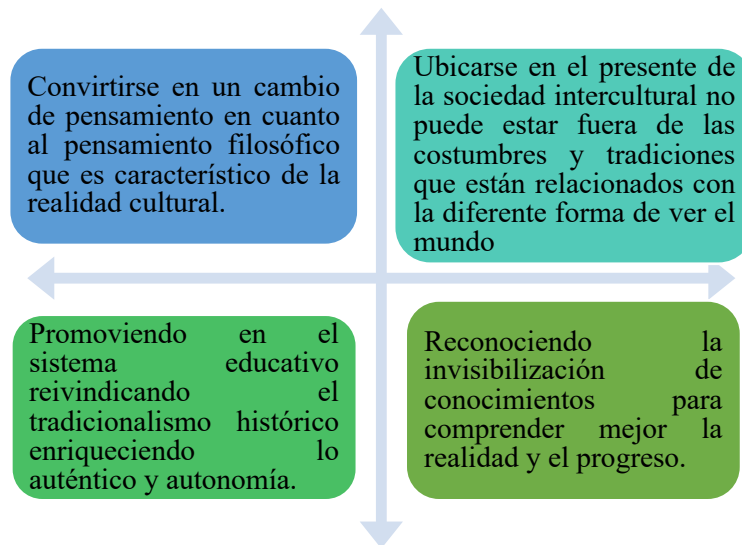 Convirtirse en un cambio
de pensamiento en cuanto
al pensamiento filosófico
que es característico de la
realidad cultural.
Ubicarse en el presente de
la sociedad intercultural no
puede estar fuera de las
costumbres y tradiciones
que están relacionados con
la diferente forma de ver el
mundo
Promoviendo en el
sistema educativo
reivindicando el
tradicionalismo histórico
enriqueciendo lo
auténtico y autonomía.
Reconociendo la
invisibilización de
conocimientos para
comprender mejor la
realidad y el progreso.